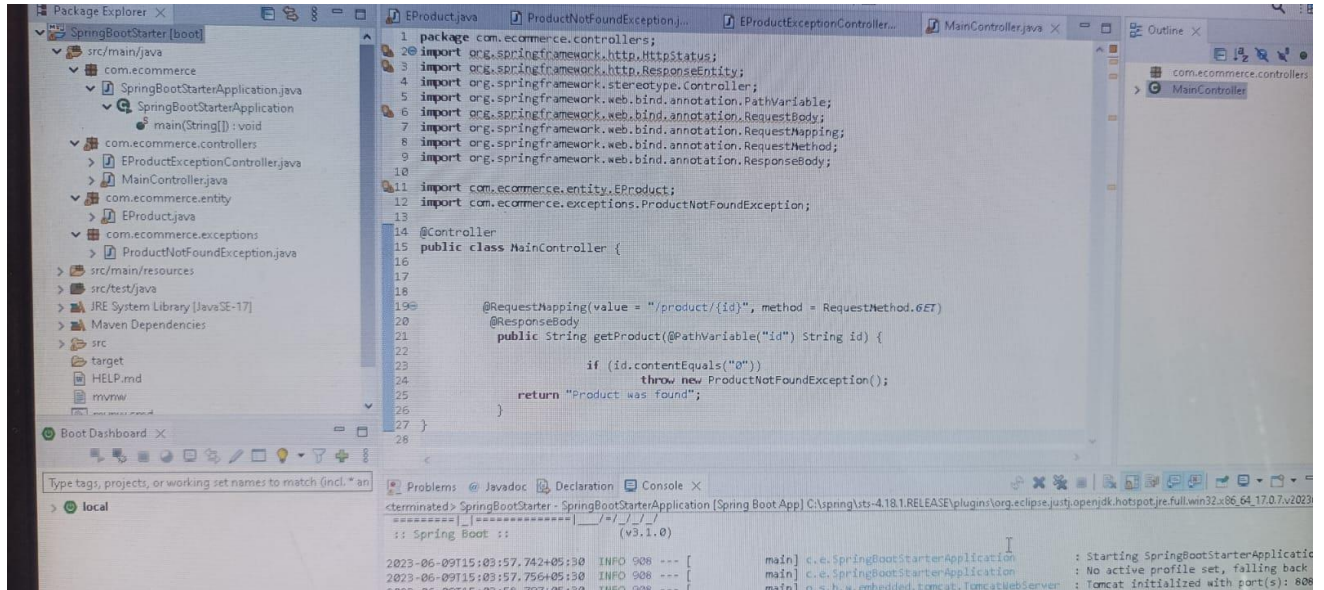 Package Explorer
SpringBootStarter [boot]
src/main/java
com.ecommerce
SpringBootStarterApplication.java
SpringBootStarterApplication
main(String[]) : void
com.ecommerce.controllers
EProductExceptionController.java
MainController.java
com.ecommerce.entity
EProduct.java
com.ecommerce.exceptions
ProductNotFoundException.java
src/main/resources
src/test/java
JRE System Library [JavaSE-17]
Maven Dependencies
src
target
HELP.md
mvnw
Boot Dashboard
Type tags, projects, or working set names to match (incl. * an
local
EProduct.java ProductNotFoundException.j... EProductExceptionController... MainController.java
1 package com.ecommerce.controllers;
2 import org.springframework.http.HttpStatus;
3 import org.springframework.http.ResponseEntity;
4 import org.springframework.stereotype.Controller;
5 import org.springframework.web.bind.annotation.PathVariable;
6 import org.springframework.web.bind.annotation.RequestBody;
7 import org.springframework.web.bind.annotation.RequestMapping;
8 import org.springframework.web.bind.annotation.RequestMethod;
9 import org.springframework.web.bind.annotation.ResponseBody;
10
11 import com.ecommerce.entity.EProduct;
12 import com.ecommerce.exceptions.ProductNotFoundException;
13
14 @Controller
15 public class MainController {
16
17
18
19 @RequestMapping(value = "/product/{id}", method = RequestMethod.GET)
20 @ResponseBody
21 public String getProduct(@PathVariable("id") String id) {
22
23 if (id.contentEquals("0"))
24 throw new ProductNotFoundException();
25 return "Product was found";
26 }
27 }
28
Outline
com.ecommerce.controllers
MainController
Problems Javadoc Declaration Console
<terminated> SpringBootStarter - SpringBootStarterApplication [Spring Boot App] C:\spring\sts-4.18.1.RELEASE\plugins\org.eclipse.justj.openjdk.hotspot.jre.full.win32.x86_64_17.0.7.v2023
=========|_|==============|___/=/_/_/_/
:: Spring Boot :: (v3.1.0)
2023-06-09T15:03:57.742+05:30 INFO 908 --- [ main] c.e.SpringBootStarterApplication : Starting SpringBootStarterApplicatio
2023-06-09T15:03:57.756+05:30 INFO 908 --- [ main] c.e.SpringBootStarterApplication : No active profile set, falling back
main] o.s.b.w.embedded.tomcat.TomcatWebServer : Tomcat initialized with port(s): 808